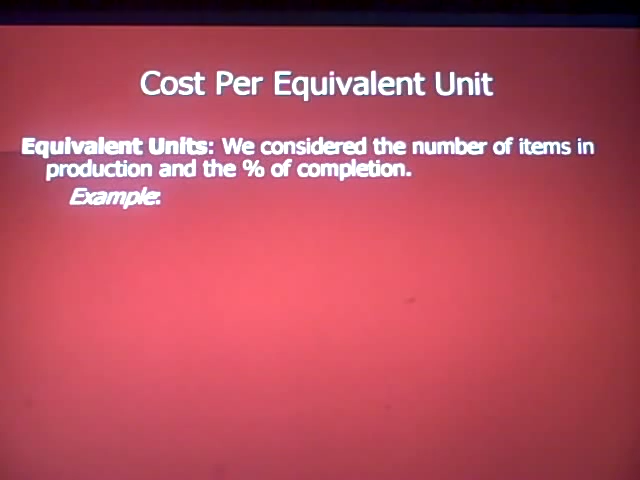 Cost Per Equivalent Unit
Equivalent Units: We considered the number of items in
production and the % of completion.
Example: